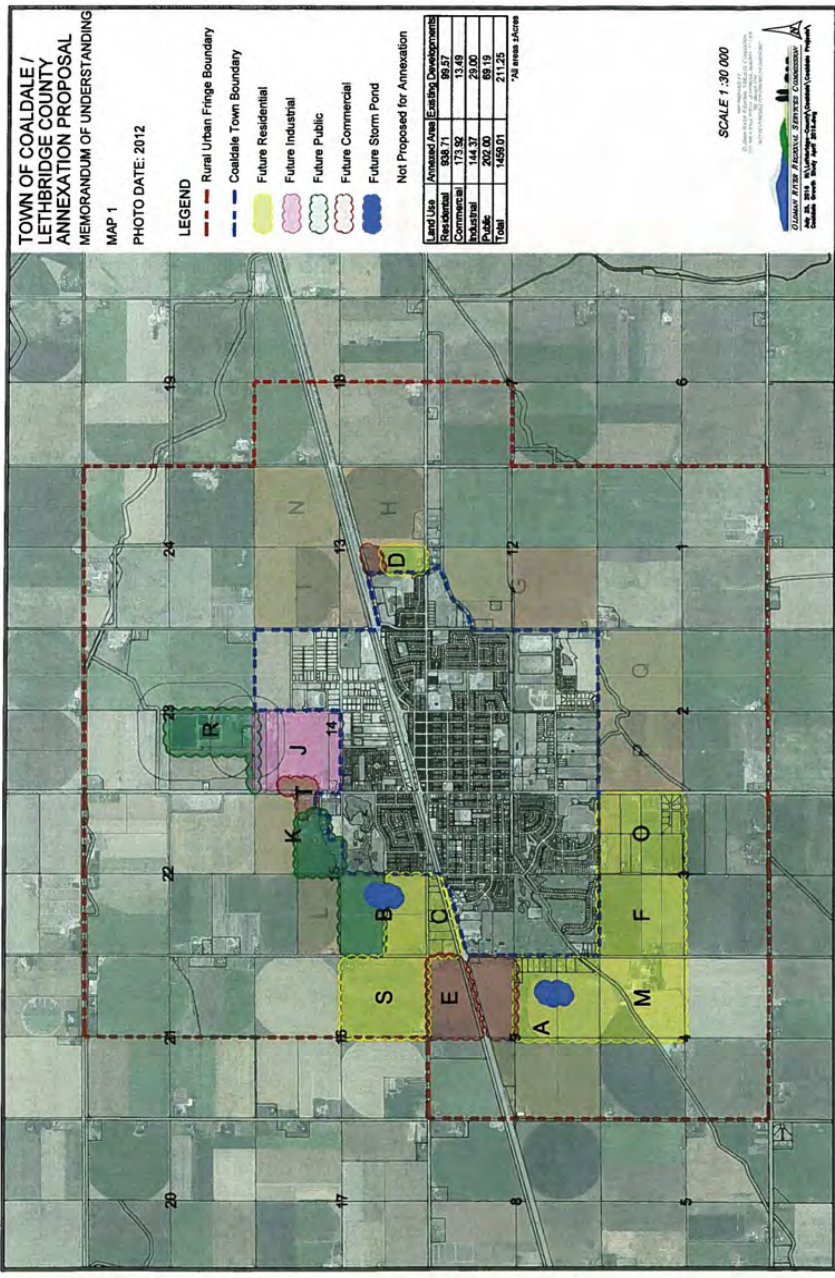 TOWN OF COALDALE /
LETHBRIDGE COUNTY
ANNEXATION PROPOSAL
MEMORANDUM OF UNDERSTANDING
MAP 1
PHOTO DATE: 2012
LEGEND
Rural Urban Fringe Boundary
Coaldale Town Boundary
Future Residential
Future Industrial
Future Public
Future Commercial
Future Storm Pond
Not Proposed for Annexation
Land Use Annexed Area Existing Developments
Residential 938.71 99.57
Commercial 173.92 13.49
Industrial 144.37 29.00
Public 202.00 69.19
Total 1459.01 211.25
*All areas ±Acres
SCALE 1:30 000
OLDMAN RIVER REGIONAL SERVICES COMMISSION
20
21
22
23
24
19
17
16
15
14
13
18
8
9
12
7
5
4
3
2
1
6
R
N
J
T
K
L
I
H
D
B
S
C
E
A
G
M
F
O
Q